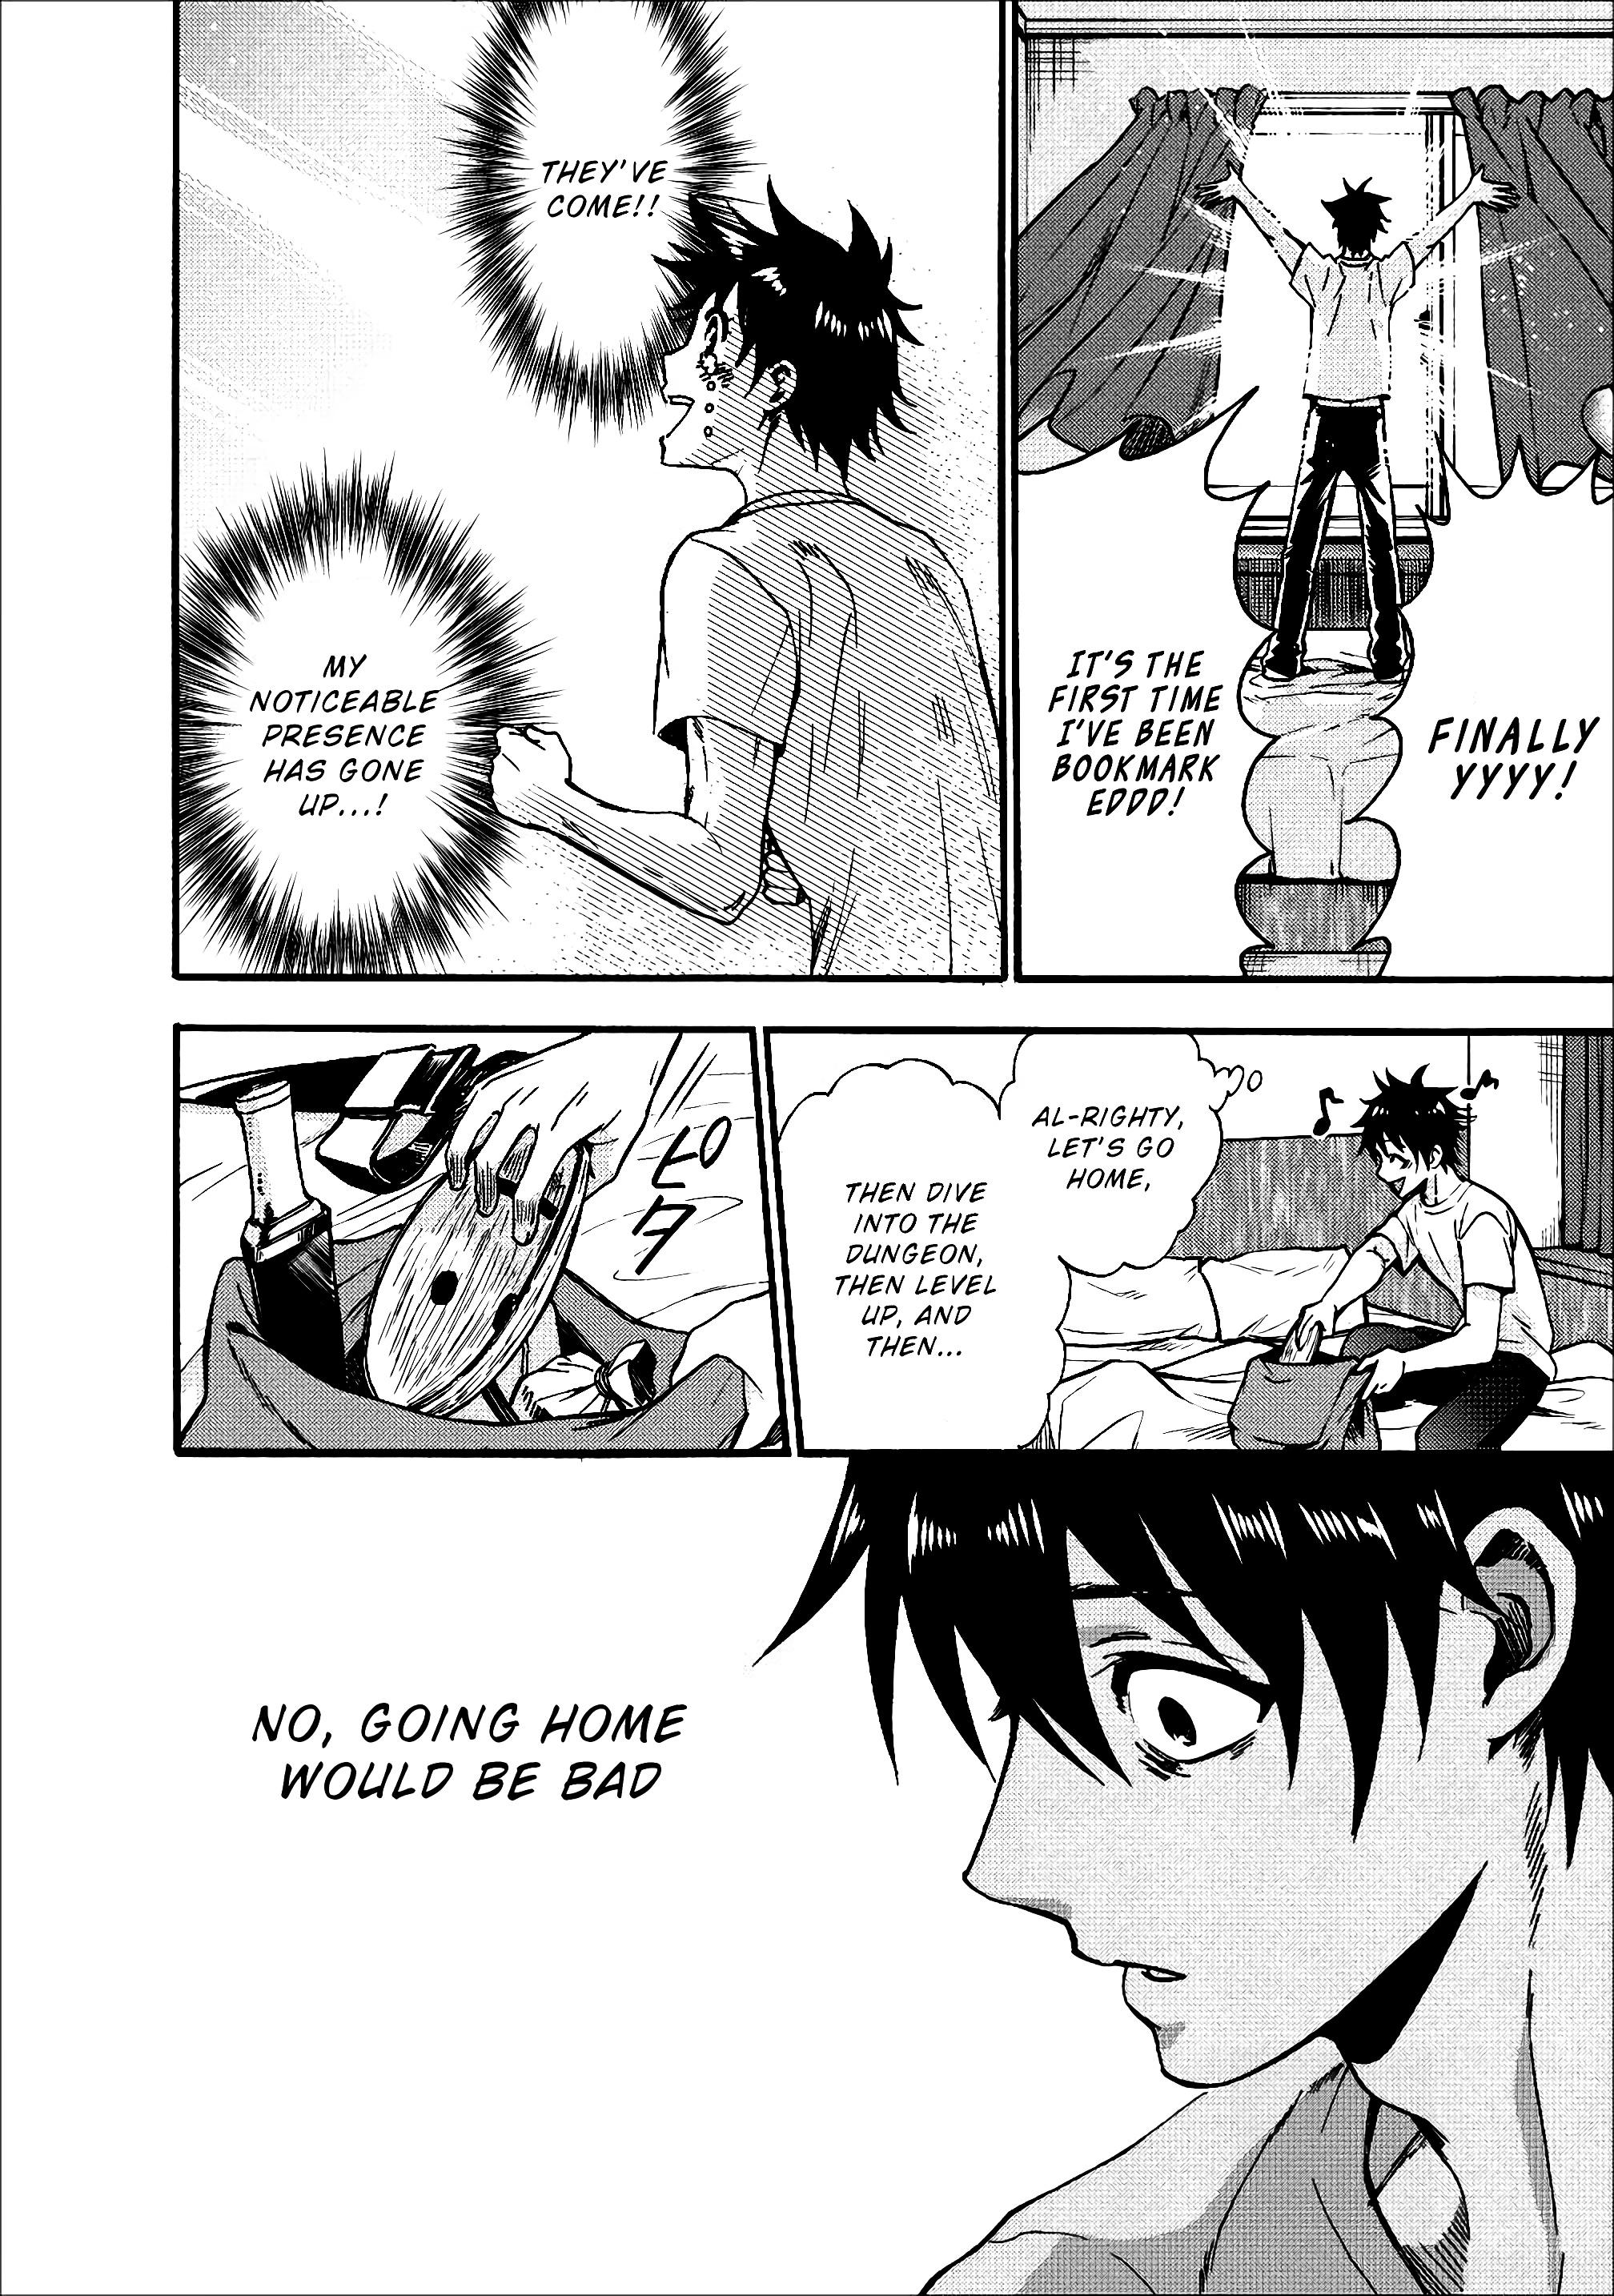 FINALLY
YYYY!
IT'S THE
FIRST TIME
I'VE BEEN
BOOKMARK
EDDD!
THEY'VE
COME!!
MY
NOTICEABLE
PRESENCE
HAS GONE
UP...!
AL-RIGHTY,
LET'S GO
HOME,
THEN DIVE
INTO THE
DUNGEON,
THEN LEVEL
UP, AND
THEN...
ピタ
NO, GOING HOME
WOULD BE BAD